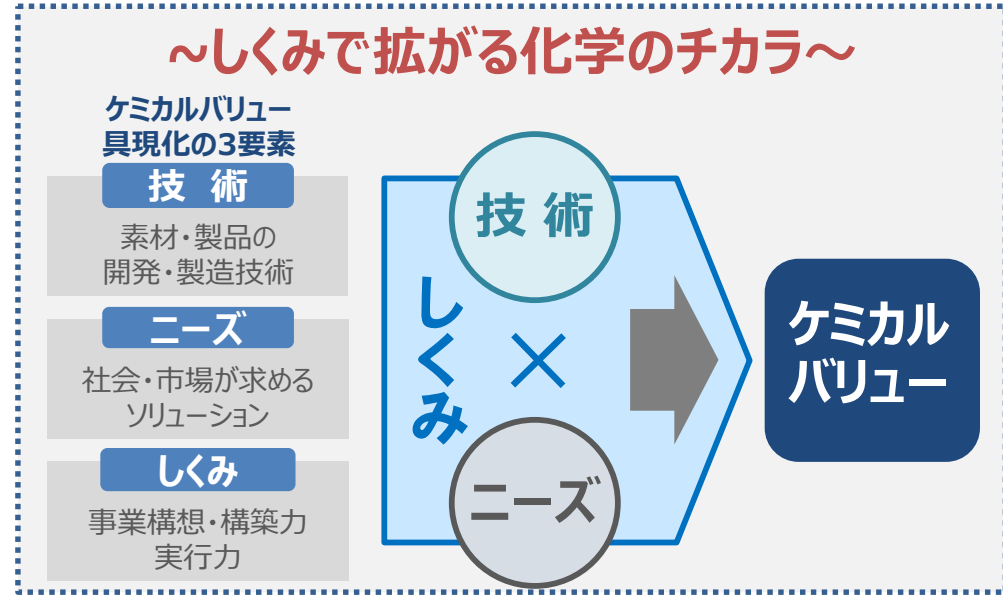 ～しくみで拡がる化学のチカラ～
ケミカルバリュー
具現化の3要素
技 術
素材・製品の
開発・製造技術
ニーズ
社会・市場が求める
ソリューション
しくみ
事業構想・構築力
実行力
技 術
しくみ
×
ニーズ
ケミカル
バリュー